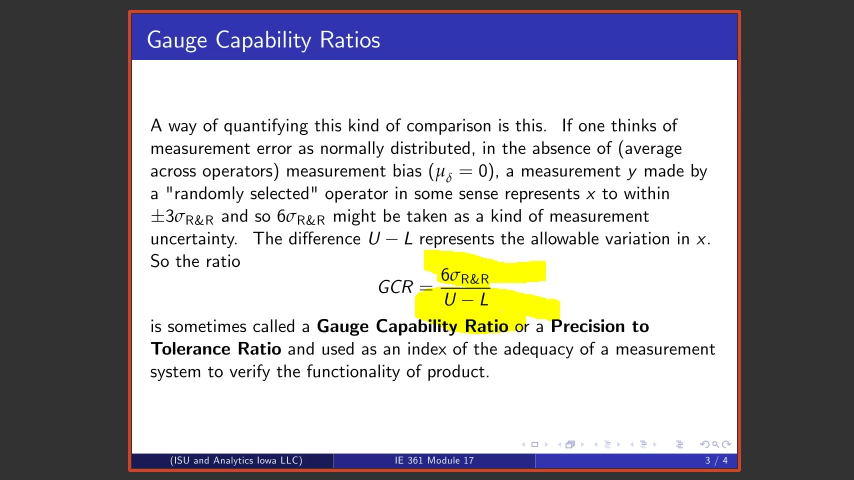 Gauge Capability Ratios
A way of quantifying this kind of comparison is this. If one thinks of
measurement error as normally distributed, in the absence of (average
across operators) measurement bias (μδ = 0), a measurement y made by
a "randomly selected" operator in some sense represents x to within
±3σR&R and so 6σR&R might be taken as a kind of measurement
uncertainty. The difference U − L represents the allowable variation in x.
So the ratio
GCR = 6σR&R / U − L
is sometimes called a Gauge Capability Ratio or a Precision to
Tolerance Ratio and used as an index of the adequacy of a measurement
system to verify the functionality of product.
(ISU and Analytics Iowa LLC) IE 361 Module 17 3 / 4